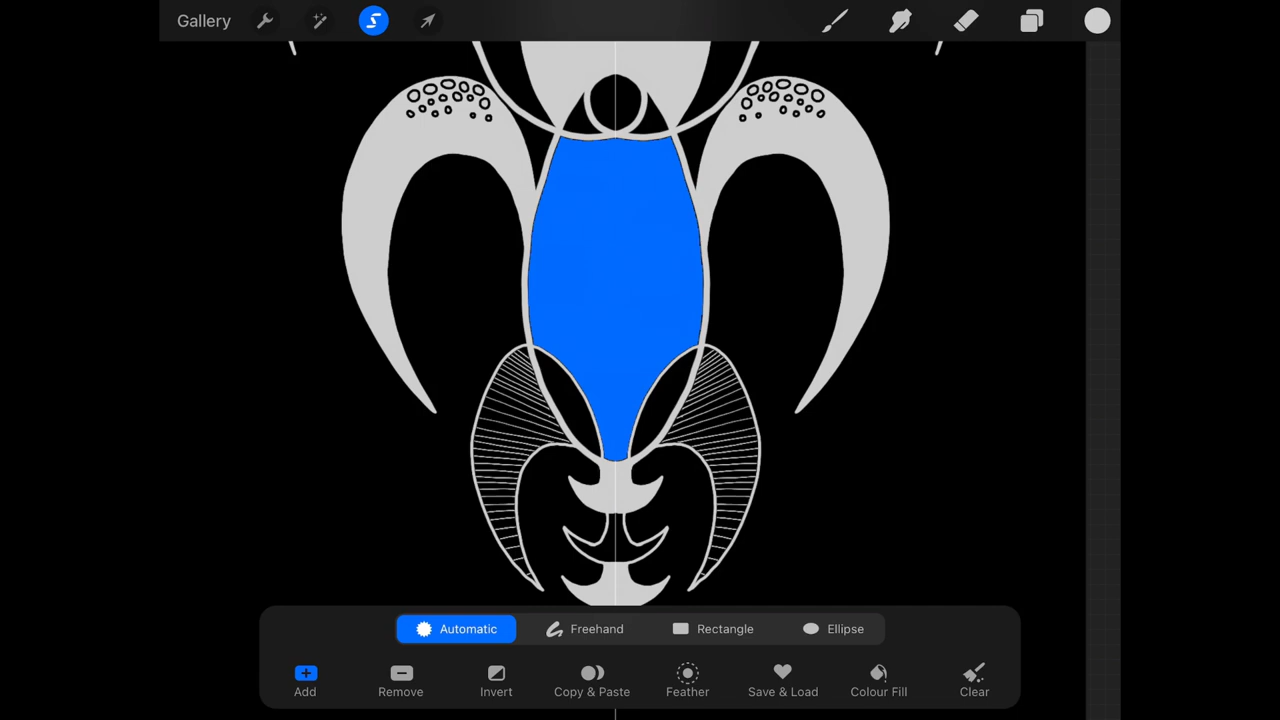 Gallery
Automatic Freehand Rectangle Ellipse
Add Remove Invert Copy & Paste Feather Save & Load Colour Fill Clear